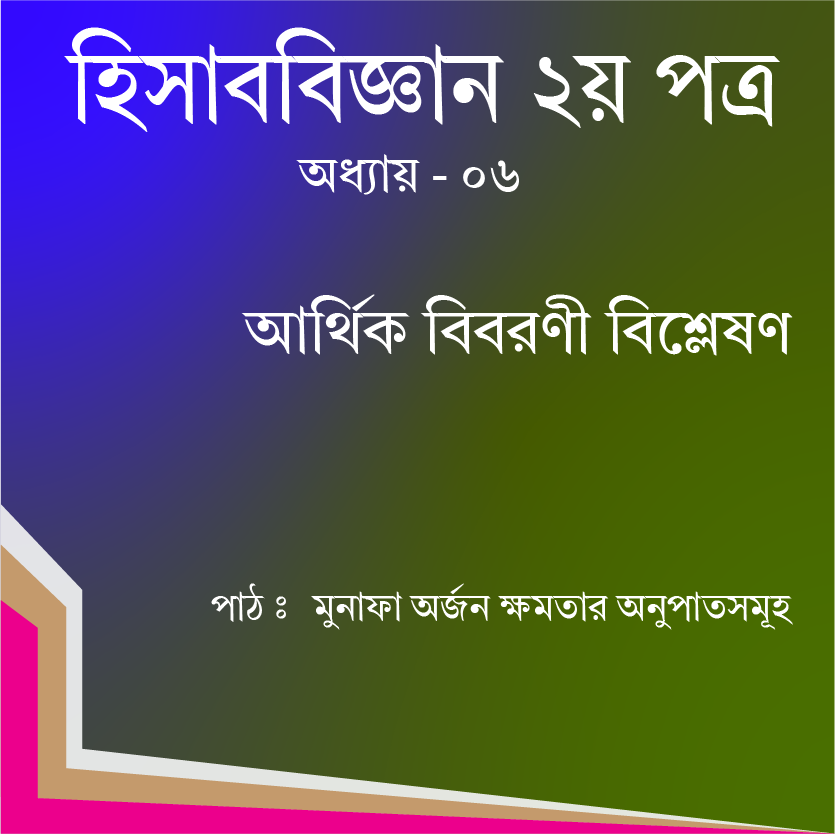 হিসাববিজ্ঞান ২য় পত্র
অধ্যায় - ০৬
আর্থিক বিবরণী বিশ্লেষণ
পাঠ ঃ মুনাফা অর্জন ক্ষমতার অনুপাতসমূহ